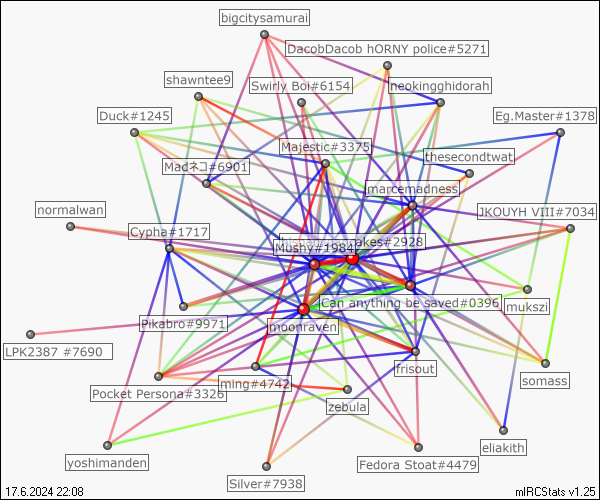 bigcitysamurai
DacobDacob hORNY police#5271
shawntee9
Swirly Boi#6154
neokingghidorah
Duck#1245
Eg.Master#1378
Majestic#3375
thesecondtwat
Madネコ#6901
marcemadness
normalwan
JKOUYH VIII#7034
Cypha#1717
Mushy#1984
akes#2928
Can anything be saved#0396
mukszi
Pikabro#9971
moonraven
LPK2387 #7690
frisout
somass
ming#4742
Pocket Persona#3326
zebula
eliakith
yoshimanden
Fedora Stoat#4479
Silver#7938
17.6.2024 22:08
mIRCStats v1.25